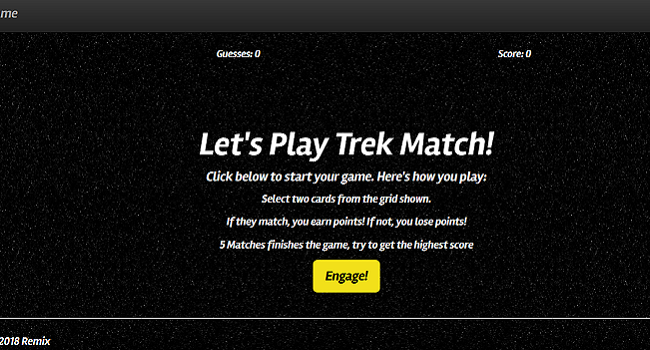 me
Guesses: 0
Score: 0
Let's Play Trek Match!
Click below to start your game. Here's how you play:
Select two cards from the grid shown.
If they match, you earn points! If not, you lose points!
5 Matches finishes the game, try to get the highest score
Engage!
2018 Remix